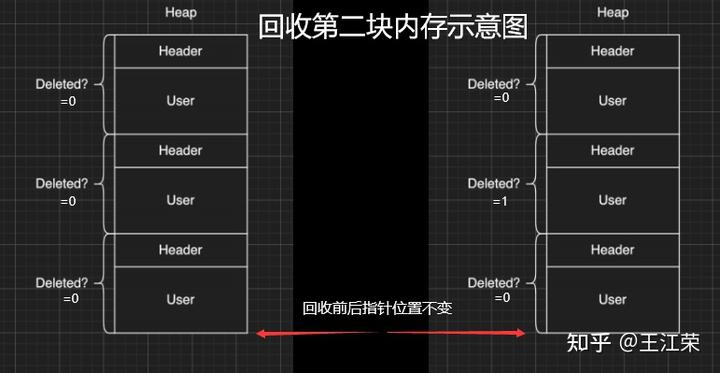 回收第二块内存示意图
Heap
Header
Deleted?
=0
User
Header
Deleted?
=0
User
Header
Deleted?
=0
User
Heap
Header
Deleted?
=0
User
Header
Deleted?
=1
User
Header
Deleted?
=0
User
回收前后指针位置不变
知乎 @王江荣